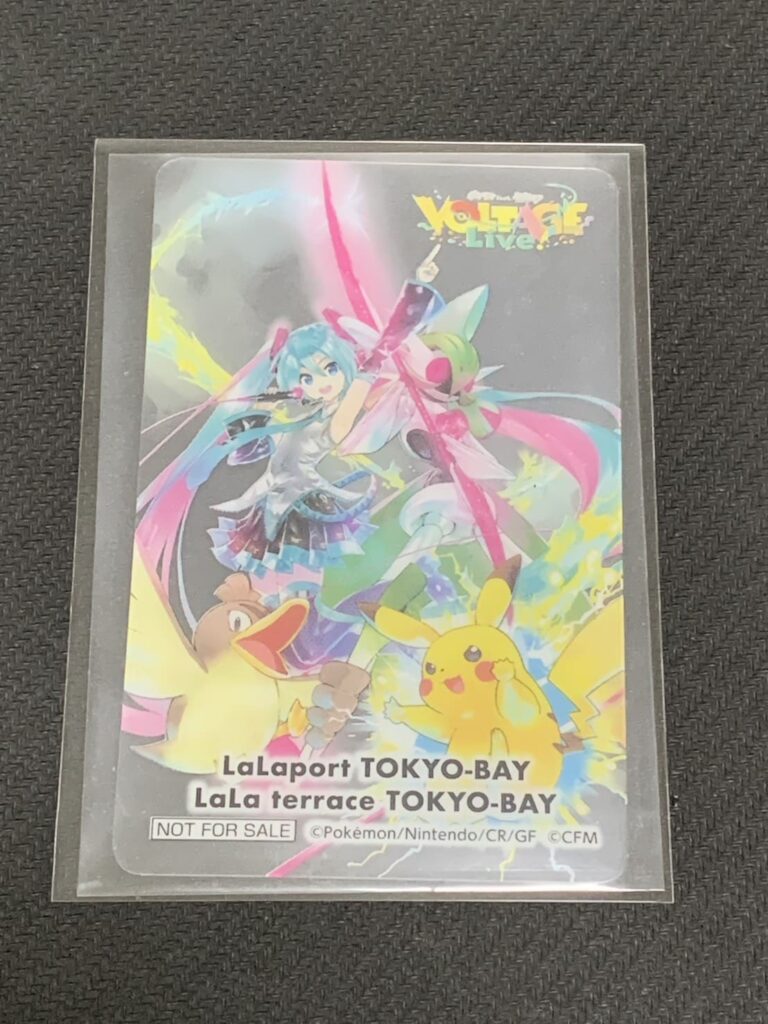 VOLTAGE
Live!
LaLaport TOKYO-BAY
LaLa terrace TOKYO-BAY
NOT FOR SALE ©Pokémon/Nintendo/CR/GF ©CFM